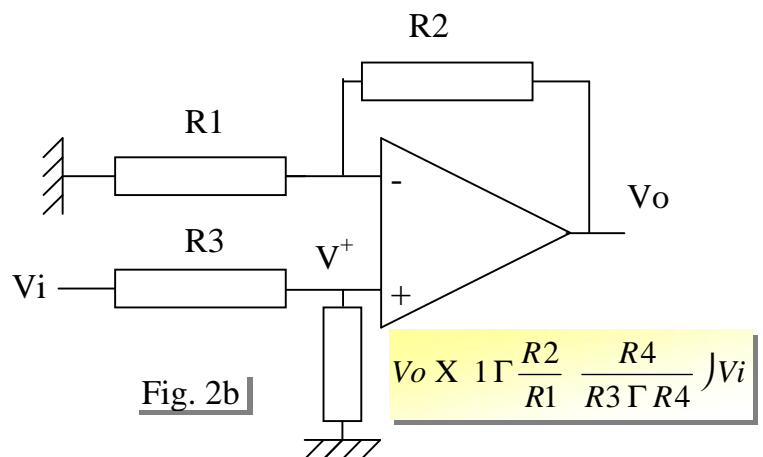 R2
R1
-
Vo
R3
V⁺
Vi
+
Vo X 1 Γ R2/R1 R4/R3 Γ R4 ⌡Vi
Fig. 2b